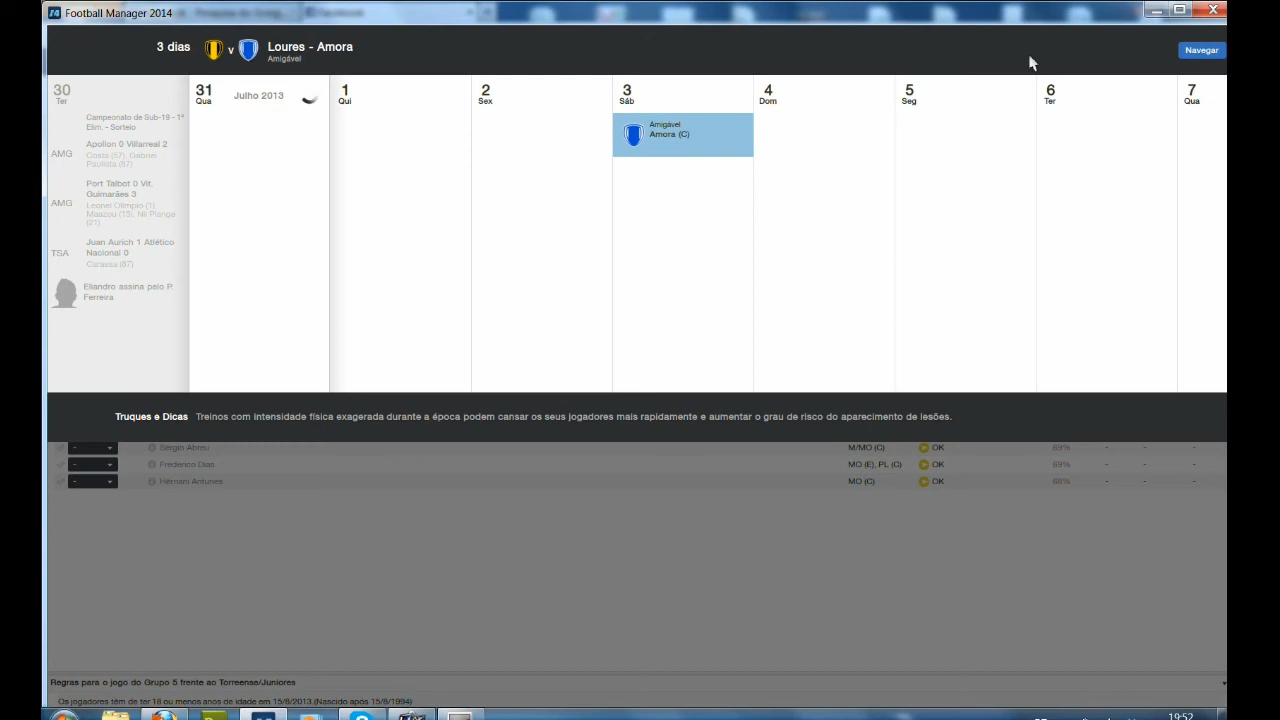 Football Manager 2014
3 dias
v
Loures - Amora
Amigável
Navegar
30
Ter
31
Qua
Julho 2013
1
Qui
2
Sex
3
Sáb
4
Dom
5
Seg
6
Ter
7
Qua
Campeonato de Sub-19 - 1ª
Elim. - Sorteio
AMG
Apollon 0 Villarreal 2
Costa (57), Gabriel
Paulista (87)
AMG
Port Talbot 0 Vit.
Guimarães 3
Leonel Olímpio (1)
Maazou (15), Nii Plange
(21)
TSA
Juan Aurich 1 Atlético
Nacional 0
(87)
Eliandro assina pelo P.
Ferreira
Amigável
Amora (C)
Truques e Dicas Treinos com intensidade física exagerada durante a época podem cansar os seus jogadores mais rapidamente e aumentar o grau de risco do aparecimento de lesões.
- Sérgin Abreu M/MO (C) OK 69% - - -
- Frederico Dias MO (E), PL (C) OK 69% - - -
- Hérnani Antunes MO (C) OK 68% - - -
Regras para o jogo do Grupo 5 frente ao Torreense/Juniores
Os jogadores têm de ter 18 ou menos anos de idade em 15/8/2013 (Nascido após 15/8/1994)
19:52